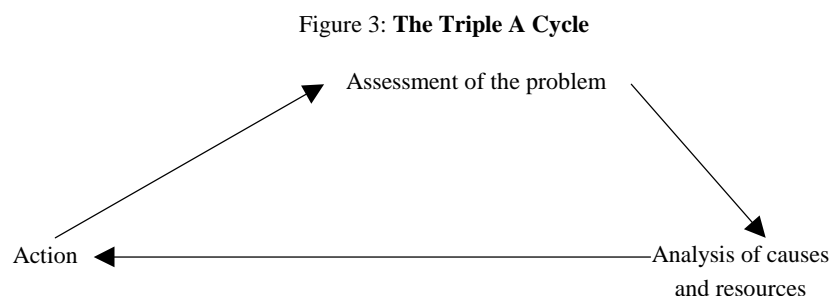 Figure 3: The Triple A Cycle
Assessment of the problem
Action
Analysis of causes
and resources